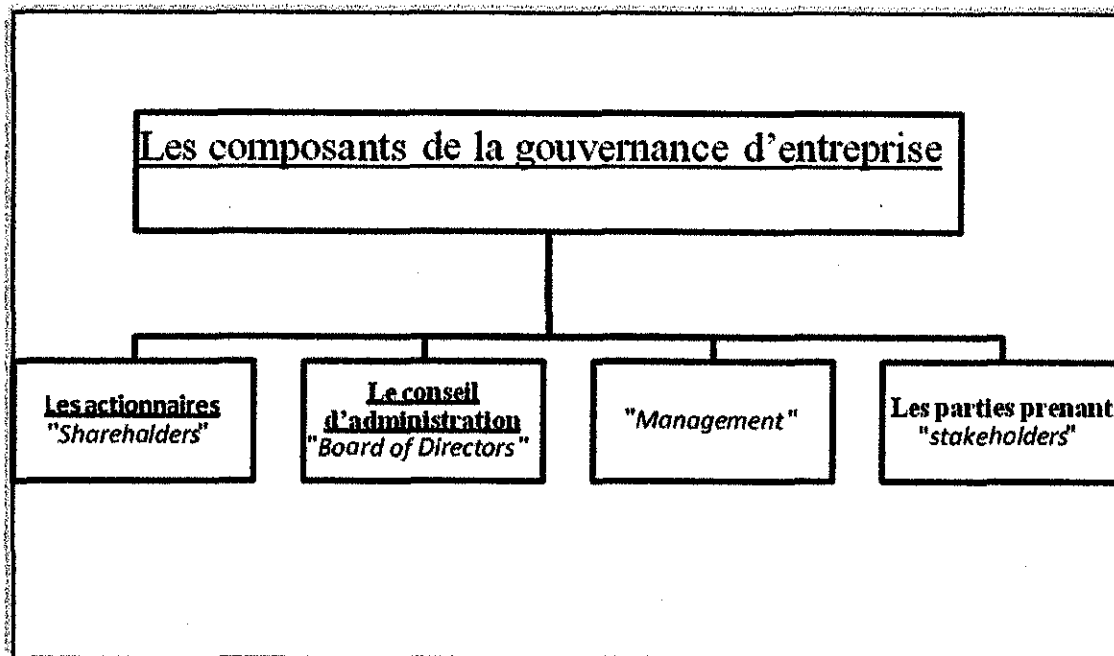 Les composants de la gouvernance d'entreprise
Les actionnaires
"Shareholders"
Le conseil
d'administration
"Board of Directors"
"Management"
Les parties prenant
"stakeholders"